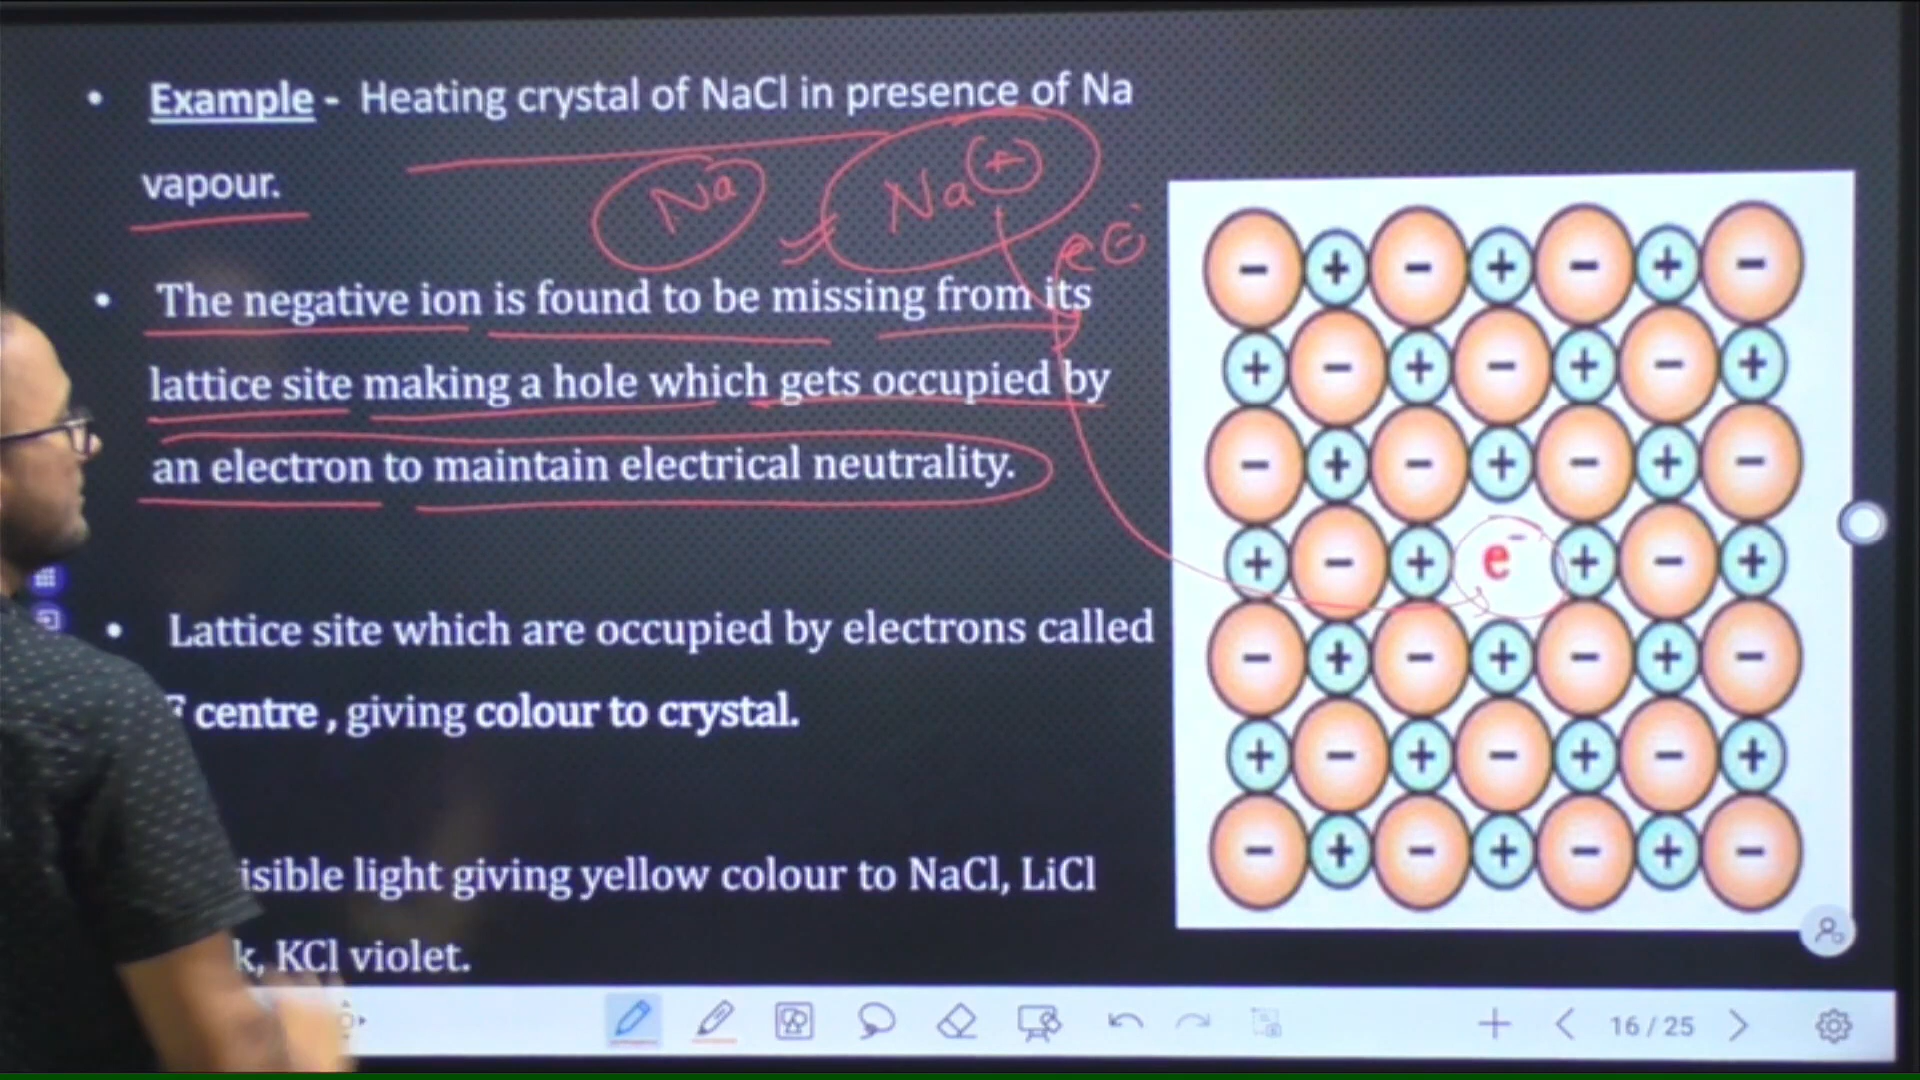 • Example - Heating crystal of NaCl in presence of Na
vapour.
Na Na+
e-
• The negative ion is found to be missing from its
lattice site making a hole which gets occupied by
an electron to maintain electrical neutrality.
• Lattice site which are occupied by electrons called
centre , giving colour to crystal.
light giving yellow colour to NaCl, LiCl
KCl violet.
- + - + - + -
+ - + - + - +
- + - + - + -
+ - + e- + - +
- + - + - + -
+ - + - + - +
- + - + - + -
16 / 25